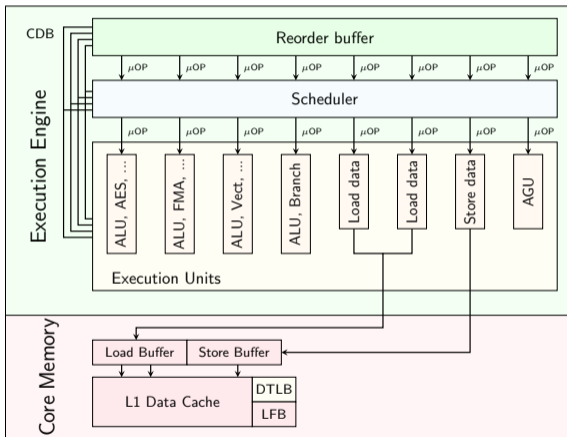 CDB
Reorder buffer
μOP μOP μOP μOP μOP μOP μOP μOP
Scheduler
μOP μOP μOP μOP μOP μOP μOP μOP
Execution Engine
ALU, AES, ...
ALU, FMA, ...
ALU, Vect, ...
ALU, Branch
Load data
Load data
Store data
AGU
Execution Units
Core Memory
Load Buffer
Store Buffer
L1 Data Cache
DTLB
LFB